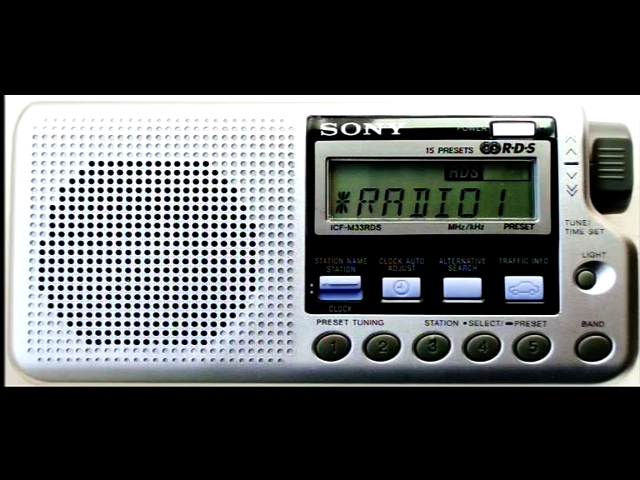 SONY
POWER
15 PRESETS R·D·S
RDS
*RADIO1
ICF-M33RDS MHz/kHz PRESET
TUNE/
TIME SET
STATION NAME CLOCK AUTO ALTERNATIVE TRAFFIC INFO
STATION ADJUST SEARCH
CLOCK
LIGHT
PRESET TUNING STATION •SELECT/ PRESET BAND
1 2 3 4 5